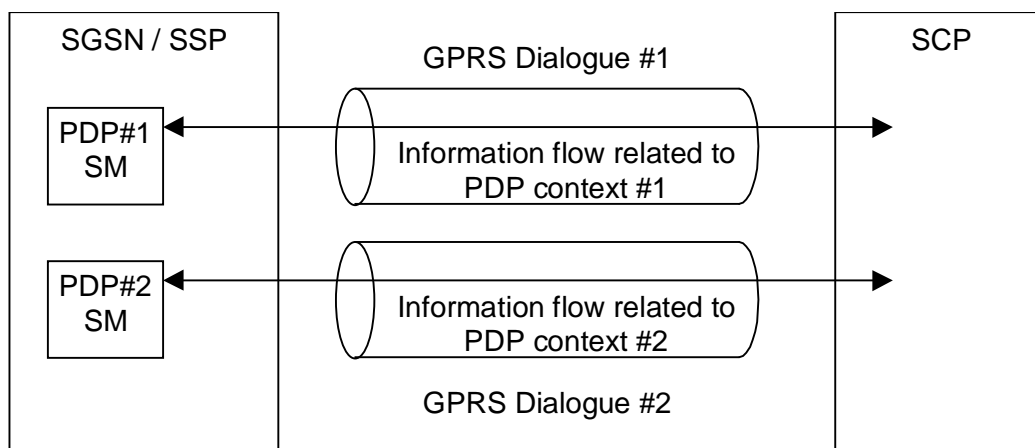 SGSN / SSP
SCP
GPRS Dialogue #1
PDP#1
SM
Information flow related to
PDP context #1
PDP#2
SM
Information flow related to
PDP context #2
GPRS Dialogue #2